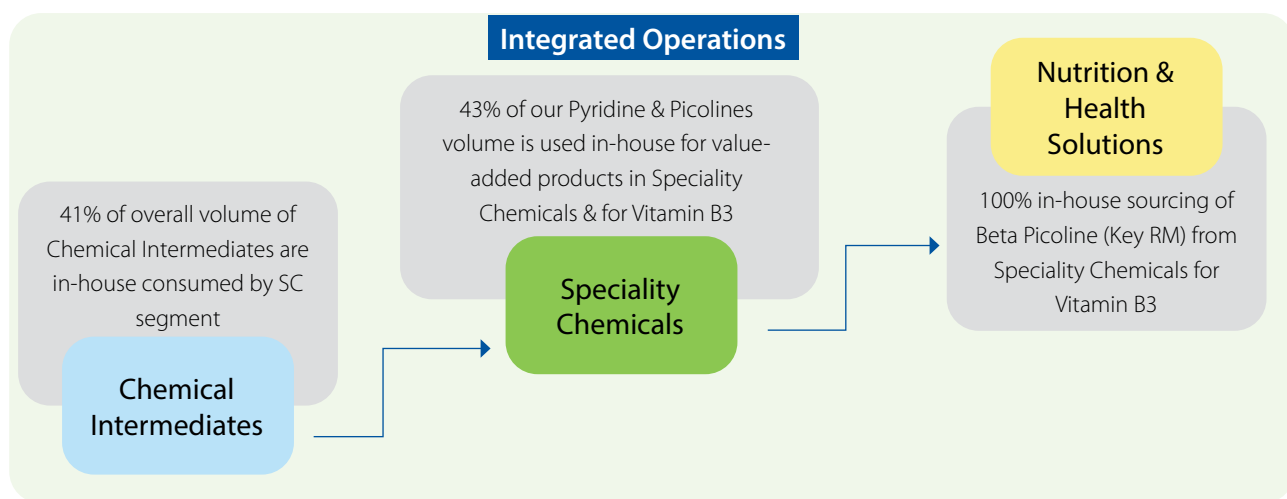 Integrated Operations
41% of overall volume of
Chemical Intermediates are
in-house consumed by SC
segment
Chemical
Intermediates
43% of our Pyridine & Picolines
volume is used in-house for value-
added products in Speciality
Chemicals & for Vitamin B3
Speciality
Chemicals
Nutrition &
Health
Solutions
100% in-house sourcing of
Beta Picoline (Key RM) from
Speciality Chemicals for
Vitamin B3